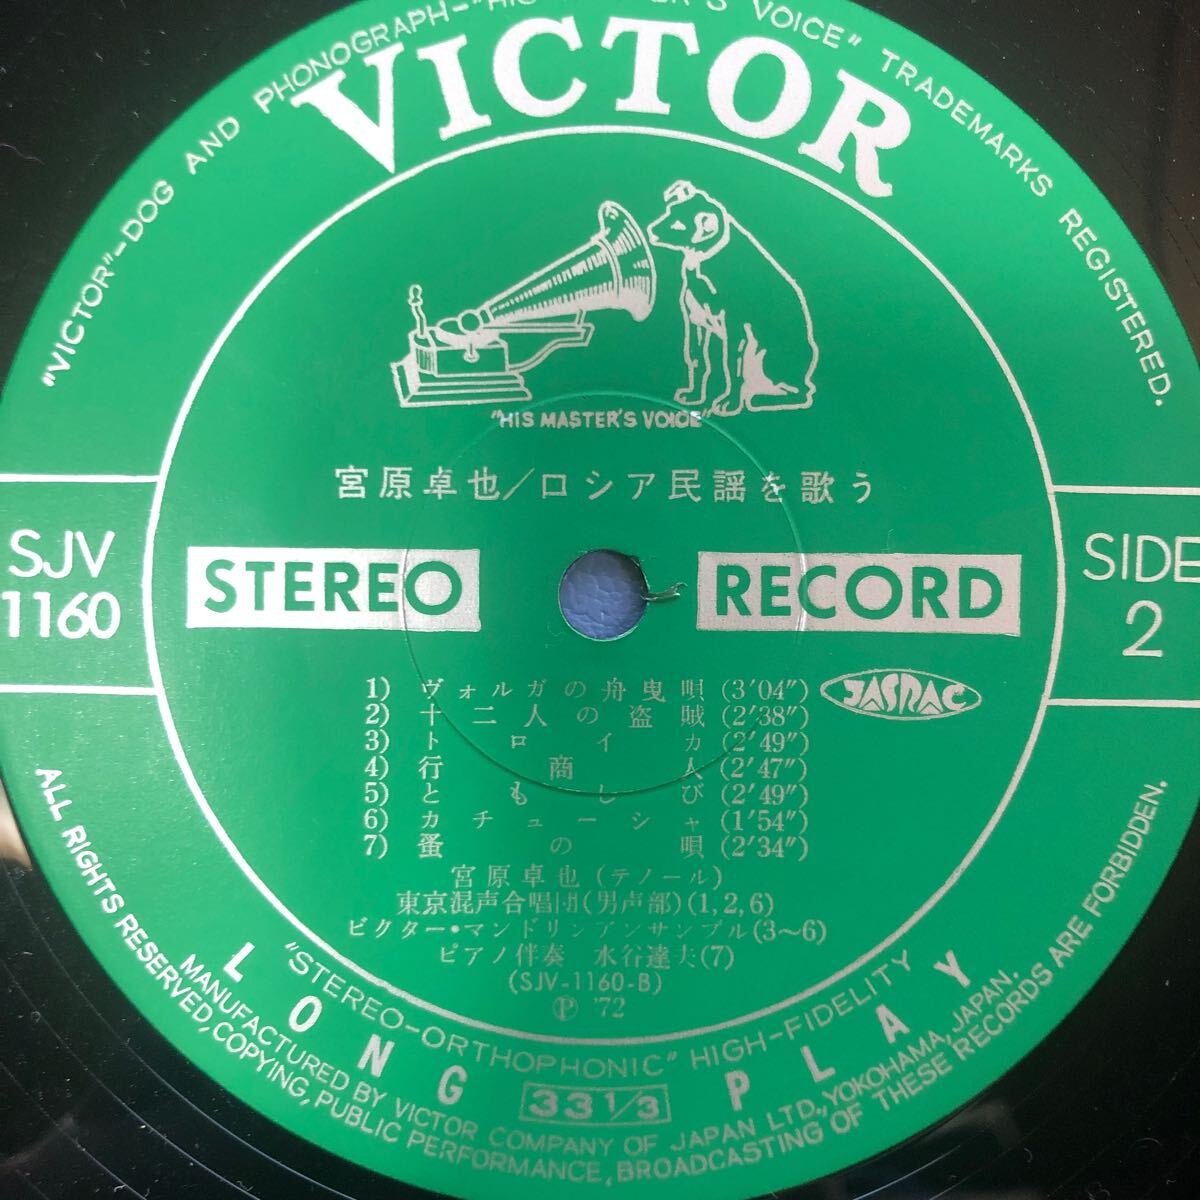 "VICTOR"-DOG AND PHONOGRAPH-"HIS MASTER'S VOICE" TRADEMARKS REGISTERED.
VICTOR
"HIS MASTER'S VOICE"
宮原卓也/ロシア民謡を歌う
SJV
1160
STEREO RECORD
SIDE
2
1) ヴォルガの舟曳唄 (3′04″)
2) 十二人の盗賊 (2′38″)
3) トロイカ (2′49″)
4) 行商人 (2′47″)
5) ともしび (2′49″)
6) カチューシャ (1′54″)
7) 蚤の唄 (2′34″)
JASRAC
宮原卓也(テノール)
東京混声合唱団(男声部)(1,2,6)
ビクター・マンドリンアンサンブル(3~6)
ピアノ伴奏 水谷達夫(7)
(SJV-1160-B)
Ⓟ '72
"STEREO-ORTHOPHONIC" HIGH-FIDELITY
LONG PLAY
33 1/3
MANUFACTURED BY VICTOR COMPANY OF JAPAN LTD., YOKOHAMA, JAPAN.
ALL RIGHTS RESERVED, COPYING, PUBLIC PERFORMANCE, BROADCASTING OF THESE RECORDS ARE FORBIDDEN.